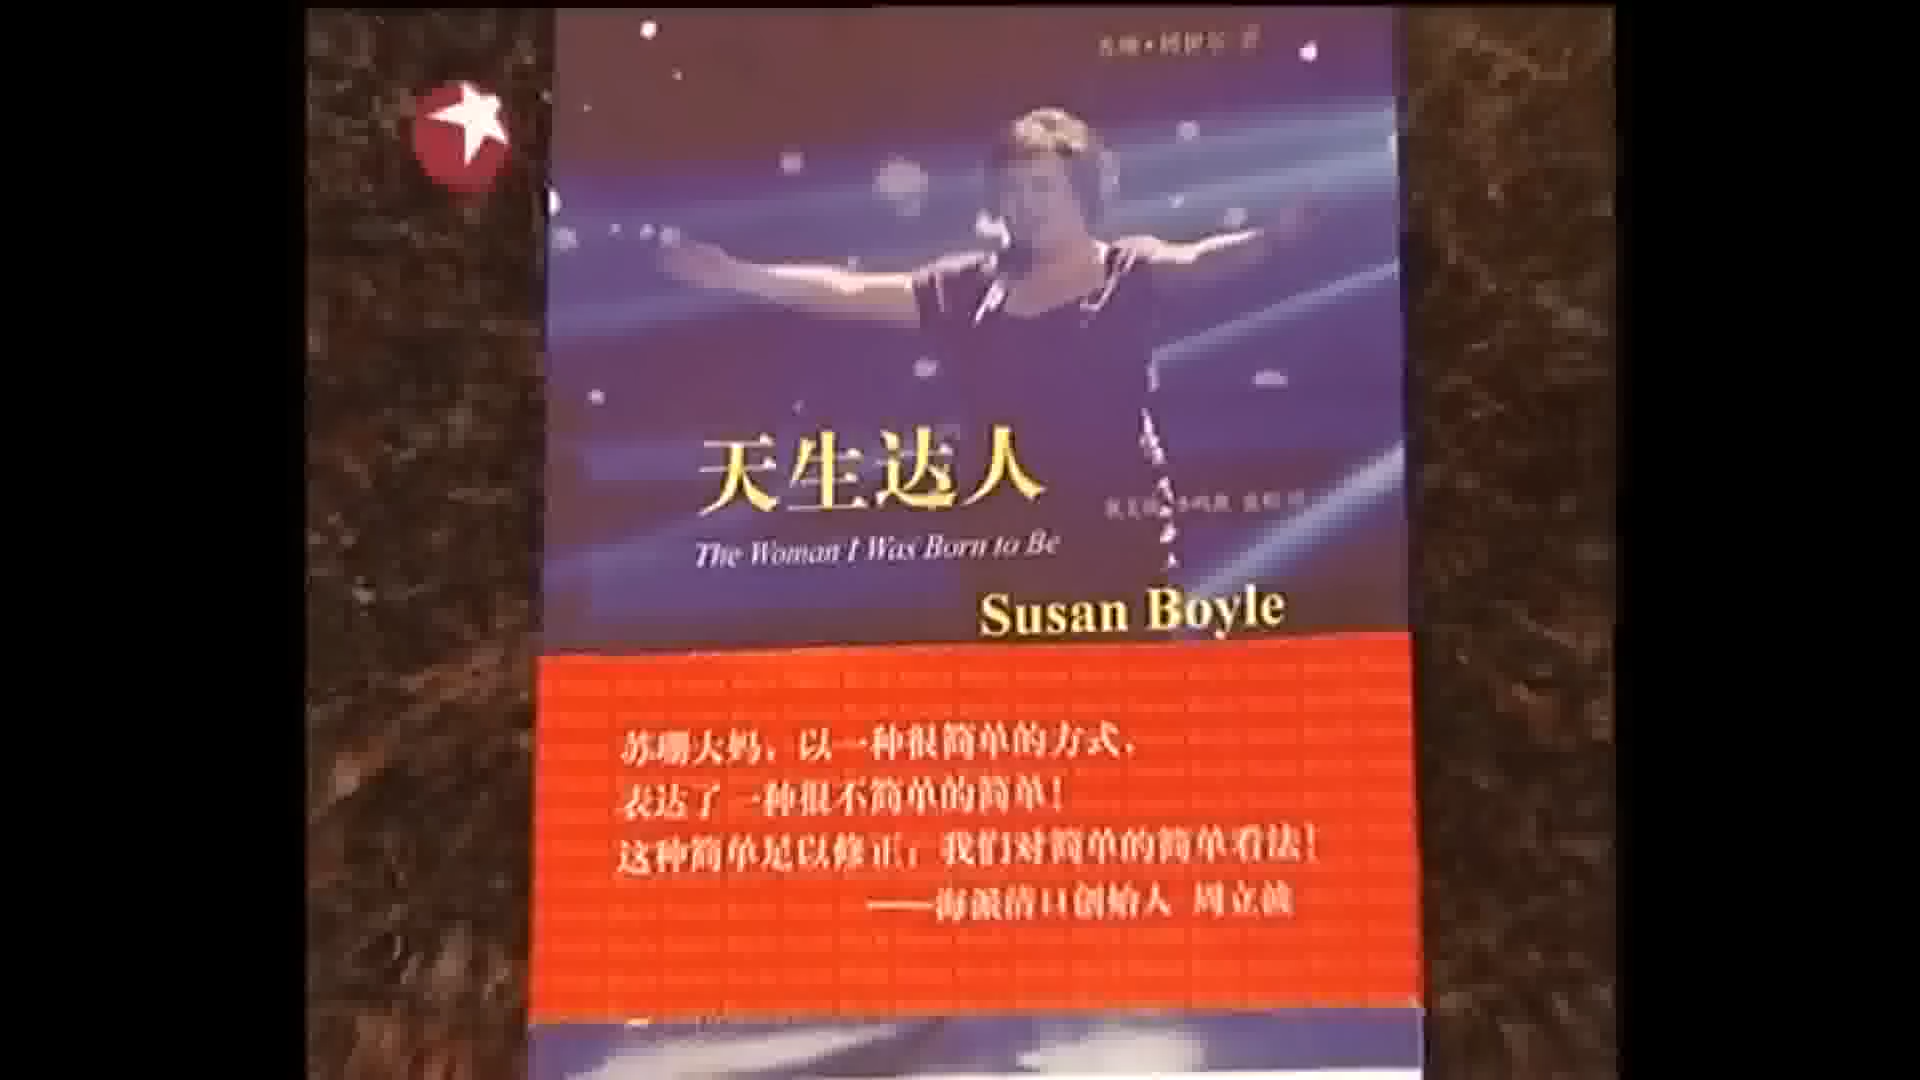 天生达人
The Woman I Was Born to Be
Susan Boyle
苏珊大妈，以一种很简单的方式，
表达了一种很不简单的简单！
这种简单足以修正，我们对简单的简单看法！
——海派清口创始人 周立波